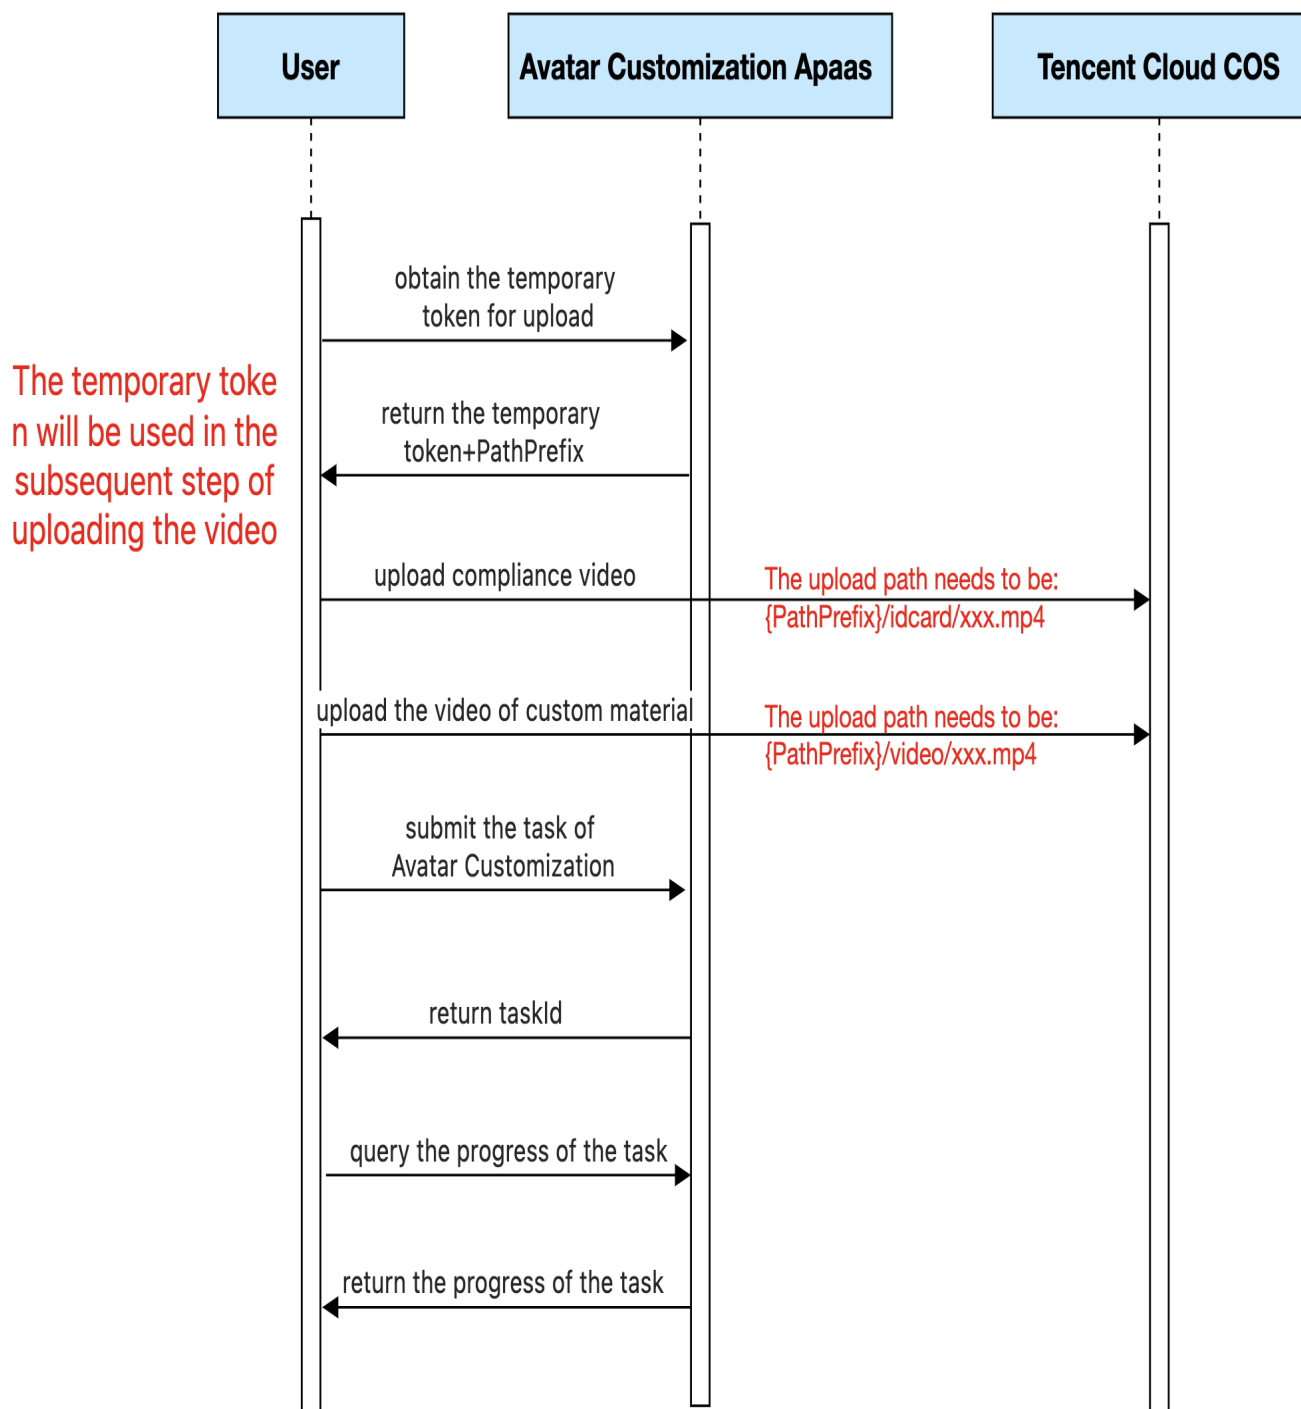 User
Avatar Customization Apaas
Tencent Cloud COS
obtain the temporary
token for upload
The temporary toke
n will be used in the
subsequent step of
uploading the video
return the temporary
token+PathPrefix
upload compliance video
The upload path needs to be:
{PathPrefix}/idcard/xxx.mp4
upload the video of custom material
The upload path needs to be:
{PathPrefix}/video/xxx.mp4
submit the task of
Avatar Customization
return taskId
query the progress of the task
return the progress of the task